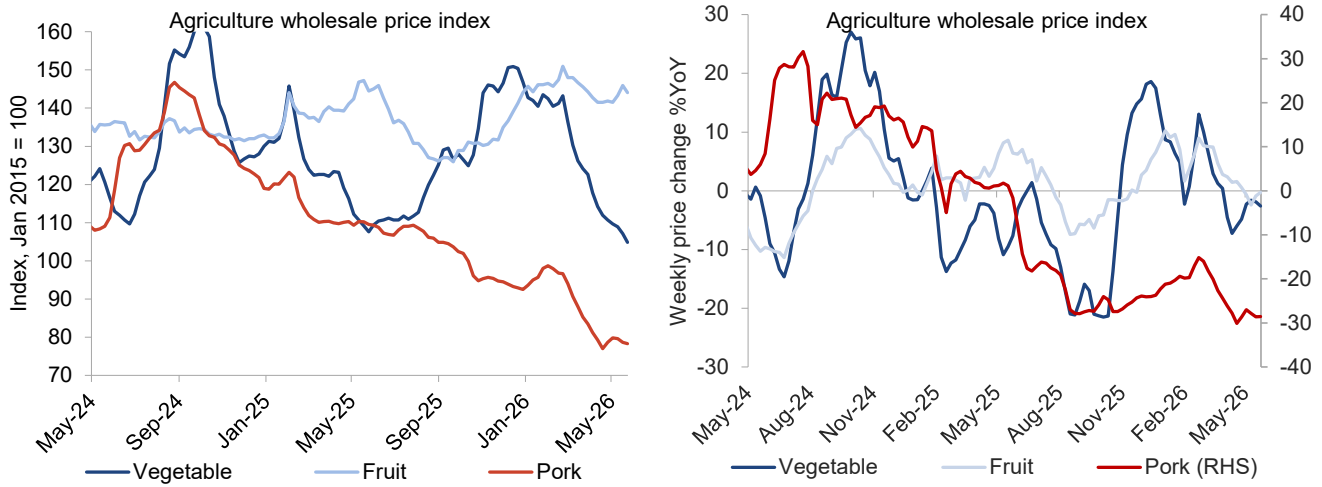 Agriculture wholesale price index
Index, Jan 2015 = 100
160
150
140
130
120
110
100
90
80
70
May-24
Sep-24
Jan-25
May-25
Sep-25
Jan-26
May-26
Vegetable
Fruit
Pork
Agriculture wholesale price index
Weekly price change %YoY
30
20
10
0
-10
-20
-30
40
30
20
10
0
-10
-20
-30
-40
May-24
Aug-24
Nov-24
Feb-25
May-25
Aug-25
Nov-25
Feb-26
May-26
Vegetable
Fruit
Pork (RHS)